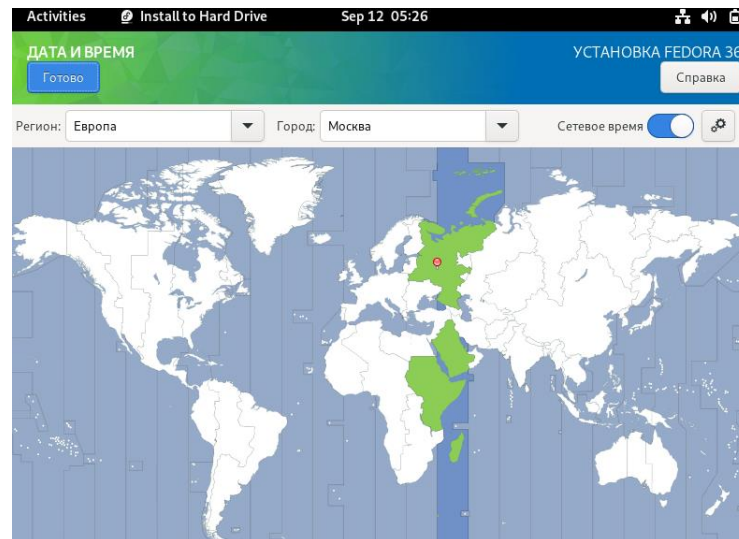 Activities Install to Hard Drive Sep 12 05:26
ДАТА И ВРЕМЯ УСТАНОВКА FEDORA 36
Готово Справка
Регион: Европа Город: Москва Сетевое время